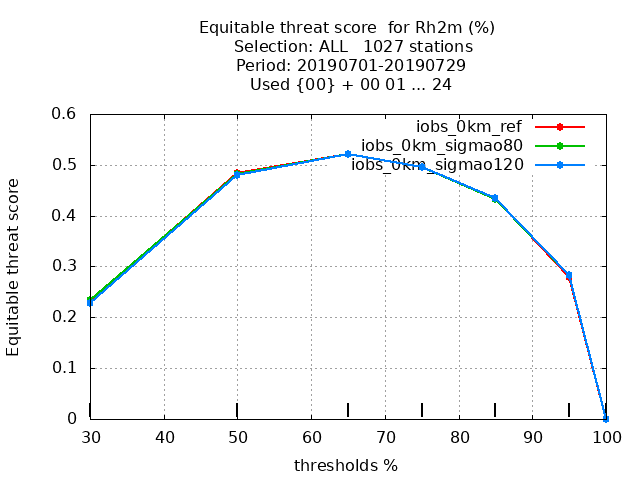 Equitable threat score  for Rh2m (%)
Selection: ALL   1027 stations
Period: 20190701-20190729
Used {00} + 00 01 ... 24
iobs_0km_ref
iobs_0km_sigmao80
iobs_0km_sigmao120
Equitable threat score
0.6
0.5
0.4
0.3
0.2
0.1
0
30 40 50 60 70 80 90 100
thresholds %